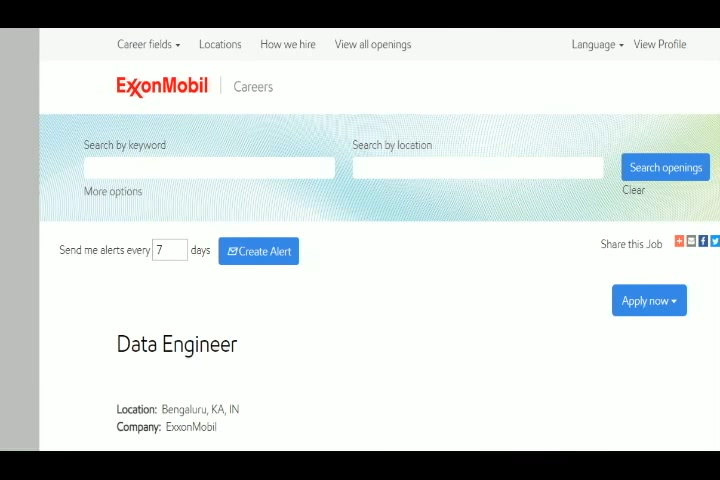 Career fields Locations How we hire View all openings Language View Profile
ExxonMobil Careers
Search by keyword Search by location
Search openings
More options Clear
Send me alerts every 7 days Create Alert Share this Job
Apply now
Data Engineer
Location: Bengaluru, KA, IN
Company: ExxonMobil